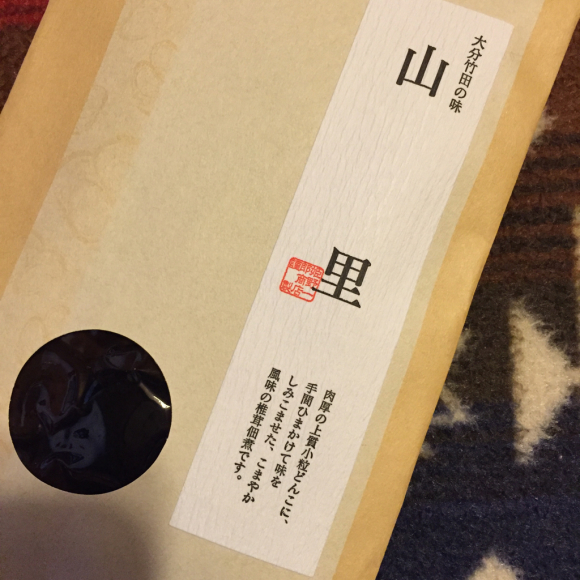 大分竹田の味
山里
肉厚の上質小粒どんこに、
手間ひまかけて味を
しみこませた、こまやか
風味の椎茸佃煮です。